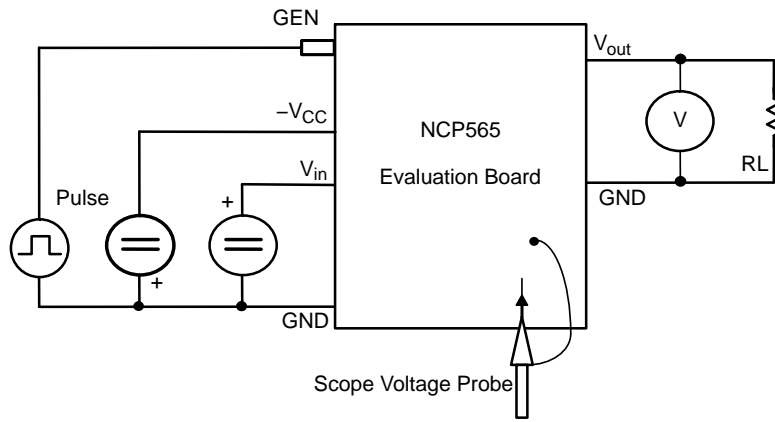 GEN
V_out
–V_CC
NCP565
V
V_in
Evaluation Board
RL
Pulse
+
GND
+
GND
Scope Voltage Probe